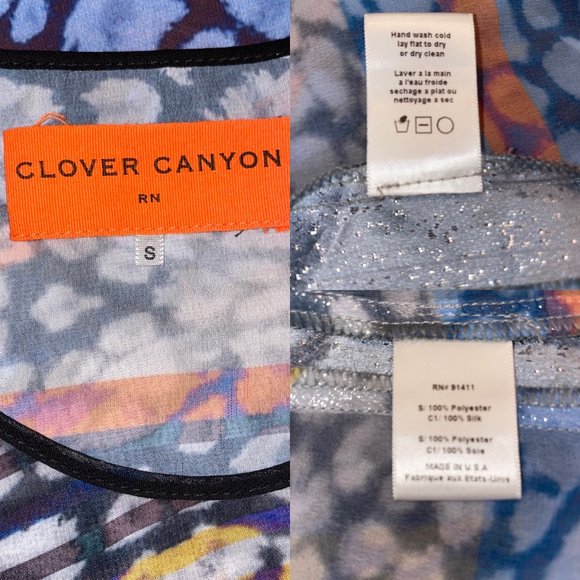 CLOVER CANYON
RN
S
Hand wash cold
lay flat to dry
or dry clean
Laver a la main
a l'eau froide
sechage a plat ou
nettoyage a sec
RN# 91411
S/ 100% Polyester
C1/ 100% Silk
S/ 100% Polyester
C1/ 100% Soie
MADE IN U.S.A
Fabrique aux Etats-Unis